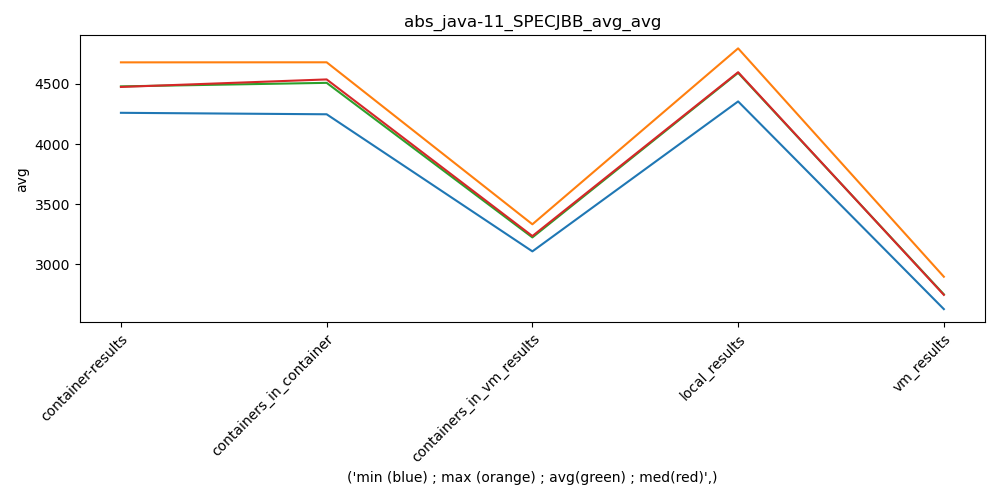 abs_java-11_SPECJBB_avg_avg
avg
4500
4000
3500
3000
container-results
containers_in_container
containers_in_vm_results
local_results
vm_results
('min (blue) ; max (orange) ; avg(green) ; med(red)',)